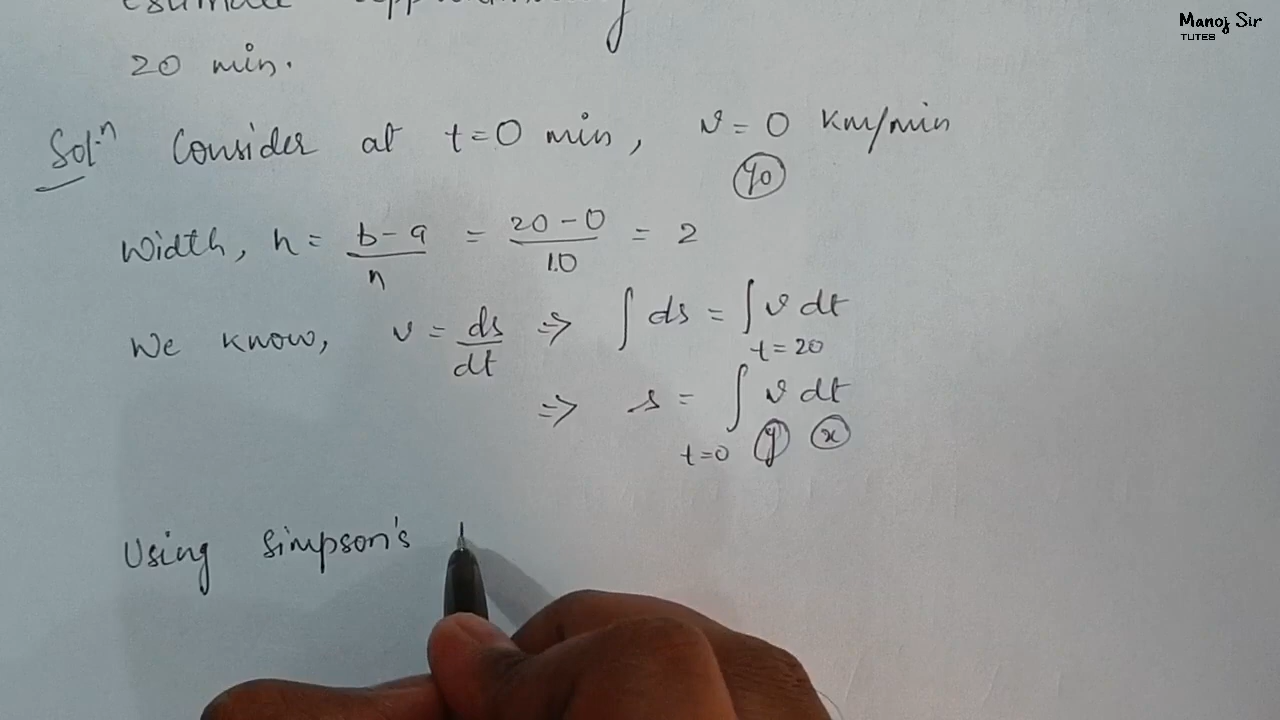 Manoj Sir
TUTES
20 min.
Solⁿ Consider at t=0 min, v = 0 km/min
y0
Width, h = b-a/n = 20-0/10 = 2
We know, v = ds/dt => ∫ ds = ∫ v dt
t=20
=> s = ∫ v dt
t=0 y x
Using Simpson's